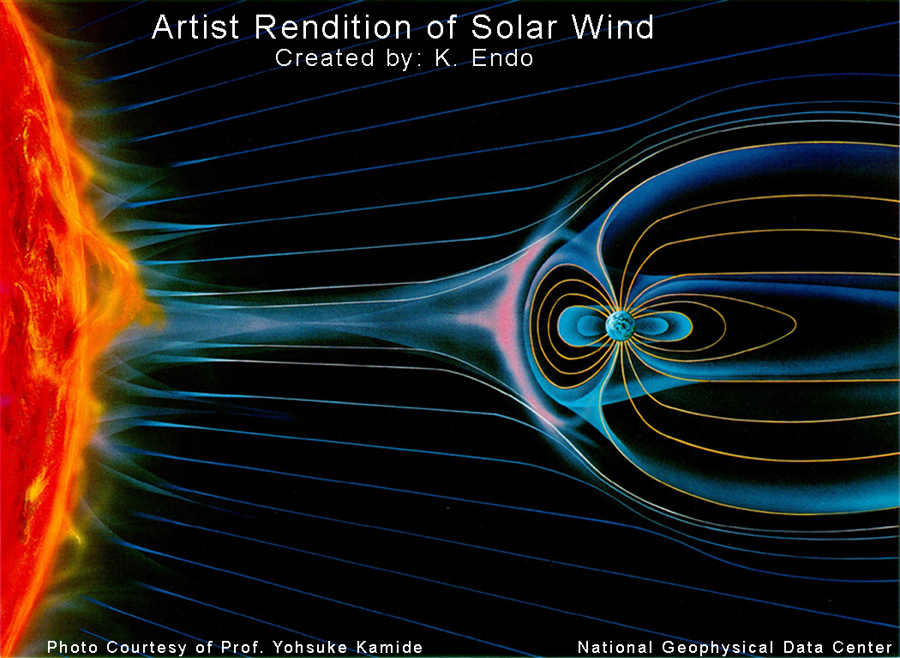 Artist Rendition of Solar Wind
Created by: K. Endo
Photo Courtesy of Prof. Yohsuke Kamide
National Geophysical Data Center